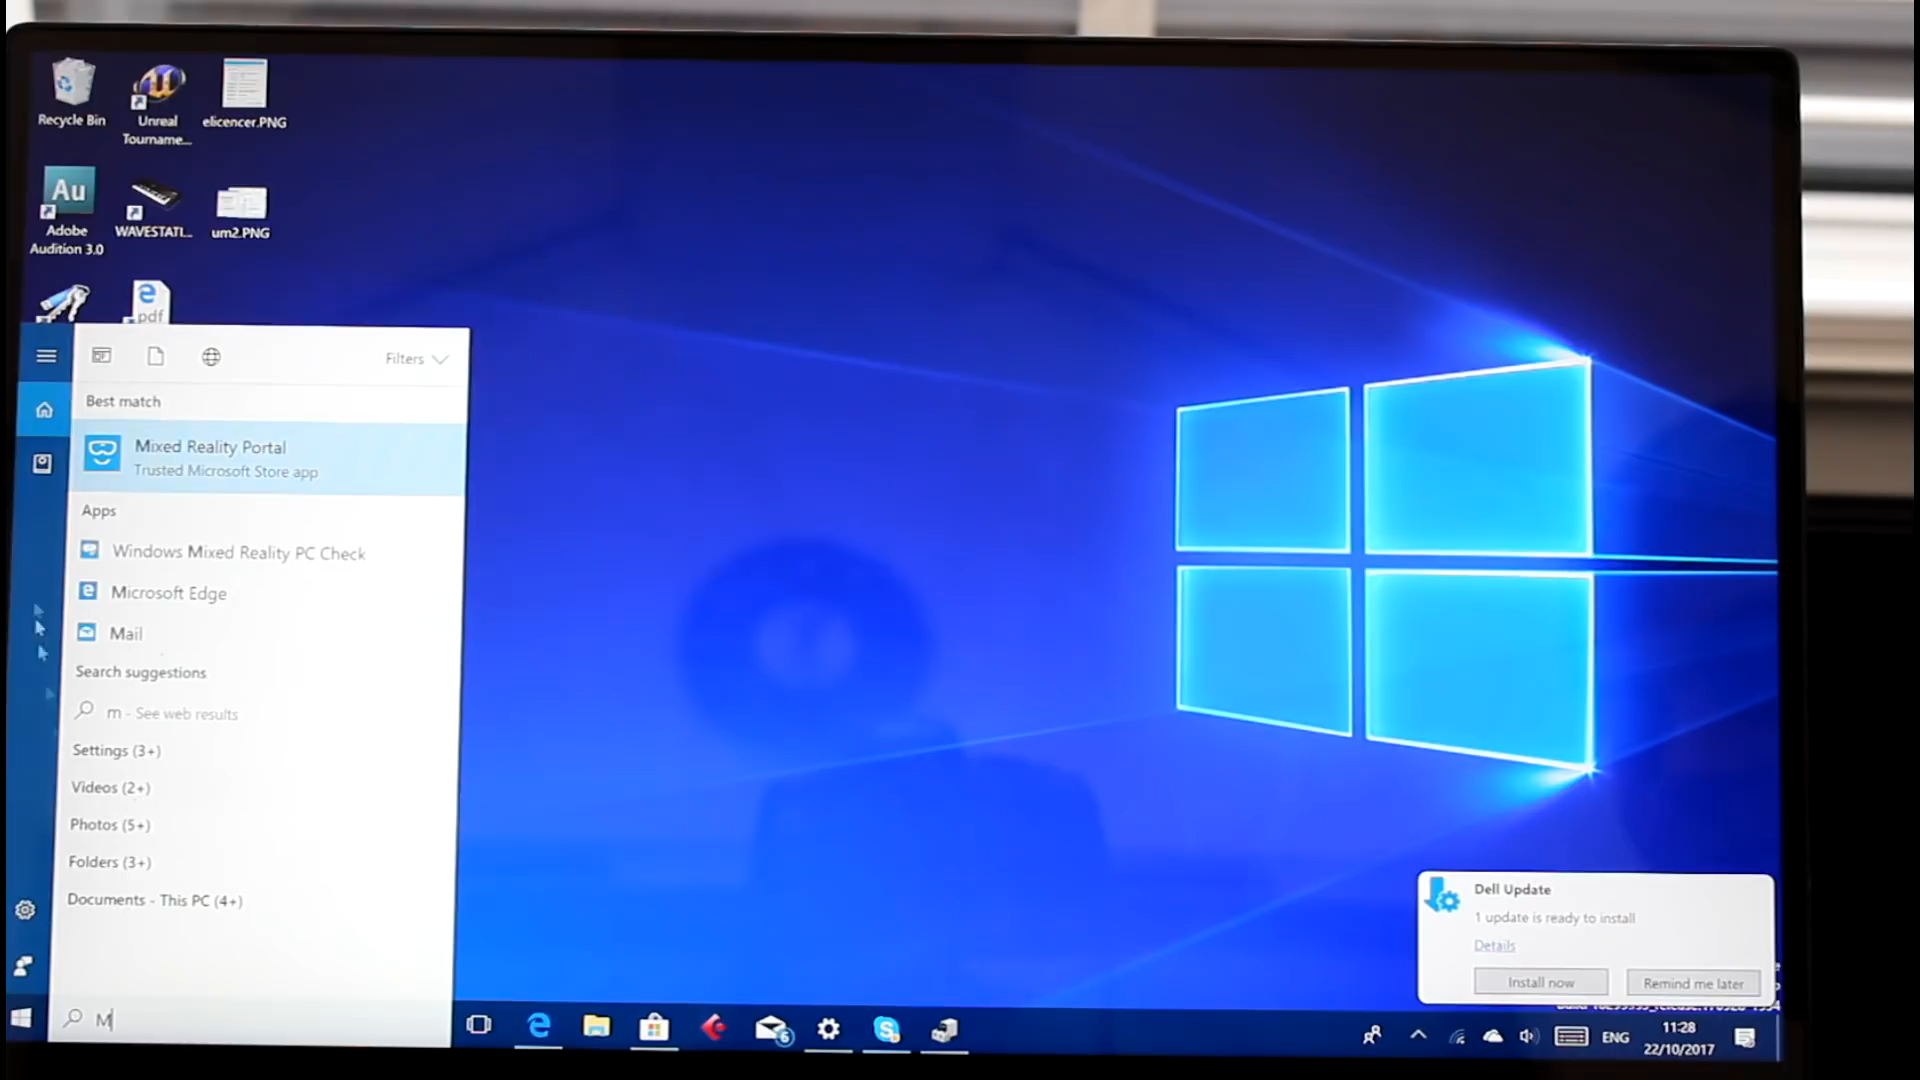 Recycle Bin
Unreal
Tourname...
elicencer.PNG
Au
Adobe
Audition 3.0
WAVESTATI...
um2.PNG
pdf
Filters
Best match
Mixed Reality Portal
Trusted Microsoft Store app
Apps
Windows Mixed Reality PC Check
Microsoft Edge
Mail
Search suggestions
m - See web results
Settings (3+)
Videos (2+)
Photos (5+)
Folders (3+)
Documents - This PC (4+)
M
Dell Update
1 update is ready to install
Details
Install now
Remind me later
6
ENG
11:28
22/10/2017